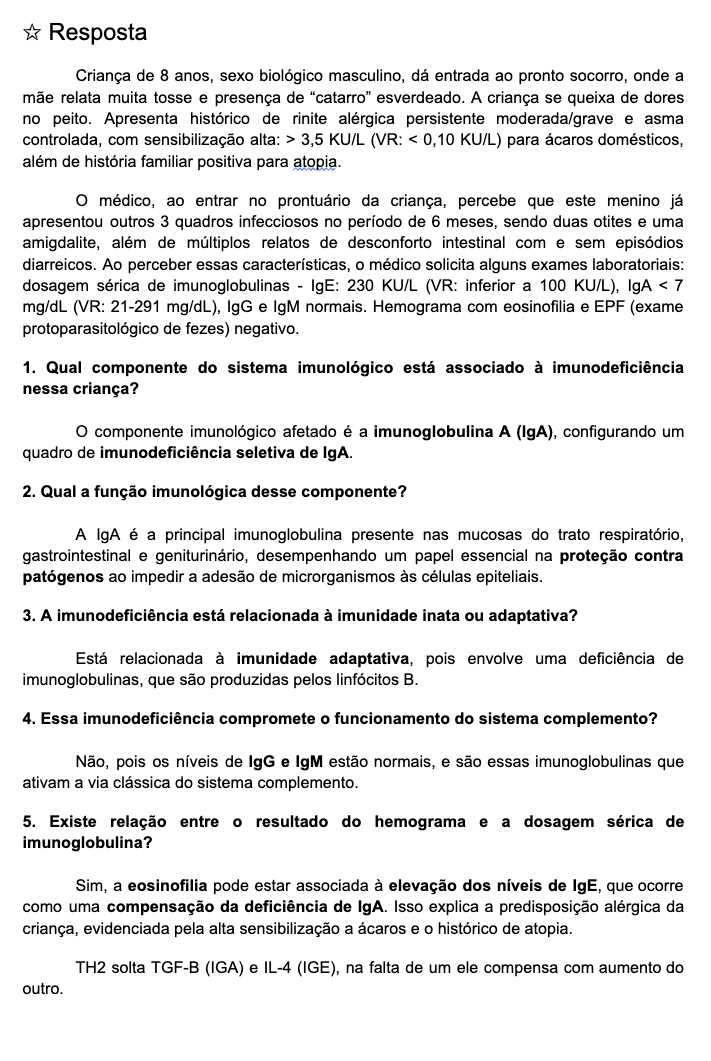 ☆ Resposta
Criança de 8 anos, sexo biológico masculino, dá entrada ao pronto socorro, onde a
mãe relata muita tosse e presença de “catarro” esverdeado. A criança se queixa de dores
no peito. Apresenta histórico de rinite alérgica persistente moderada/grave e asma
controlada, com sensibilização alta: > 3,5 KU/L (VR: < 0,10 KU/L) para ácaros domésticos,
além de história familiar positiva para atopia.
O médico, ao entrar no prontuário da criança, percebe que este menino já
apresentou outros 3 quadros infecciosos no período de 6 meses, sendo duas otites e uma
amigdalite, além de múltiplos relatos de desconforto intestinal com e sem episódios
diarreicos. Ao perceber essas características, o médico solicita alguns exames laboratoriais:
dosagem sérica de imunoglobulinas - IgE: 230 KU/L (VR: inferior a 100 KU/L), IgA < 7
mg/dL (VR: 21-291 mg/dL), IgG e IgM normais. Hemograma com eosinofilia e EPF (exame
protoparasitológico de fezes) negativo.
1. Qual componente do sistema imunológico está associado à imunodeficiência
nessa criança?
O componente imunológico afetado é a imunoglobulina A (IgA), configurando um
quadro de imunodeficiência seletiva de IgA.
2. Qual a função imunológica desse componente?
A IgA é a principal imunoglobulina presente nas mucosas do trato respiratório,
gastrointestinal e geniturinário, desempenhando um papel essencial na proteção contra
patógenos ao impedir a adesão de microrganismos às células epiteliais.
3. A imunodeficiência está relacionada à imunidade inata ou adaptativa?
Está relacionada à imunidade adaptativa, pois envolve uma deficiência de
imunoglobulinas, que são produzidas pelos linfócitos B.
4. Essa imunodeficiência compromete o funcionamento do sistema complemento?
Não, pois os níveis de IgG e IgM estão normais, e são essas imunoglobulinas que
ativam a via clássica do sistema complemento.
5. Existe relação entre o resultado do hemograma e a dosagem sérica de
imunoglobulina?
Sim, a eosinofilia pode estar associada à elevação dos níveis de IgE, que ocorre
como uma compensação da deficiência de IgA. Isso explica a predisposição alérgica da
criança, evidenciada pela alta sensibilização a ácaros e o histórico de atopia.
TH2 solta TGF-B (IGA) e IL-4 (IGE), na falta de um ele compensa com aumento do
outro.